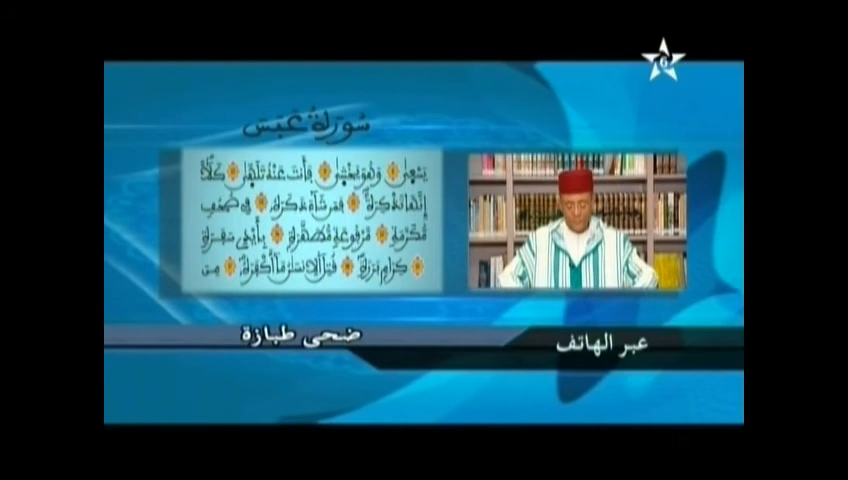 6
سورة عبس
يسعى وهو يخشى فأنت عنه تلهى كلا
إنها تذكرة فمن شاء ذكره في صحف
مكرمة مرفوعة مطهرة بأيدي سفرة
كرام بررة قتل الإنسان ما أكفره من
ضحى طبازة
عبر الهاتف